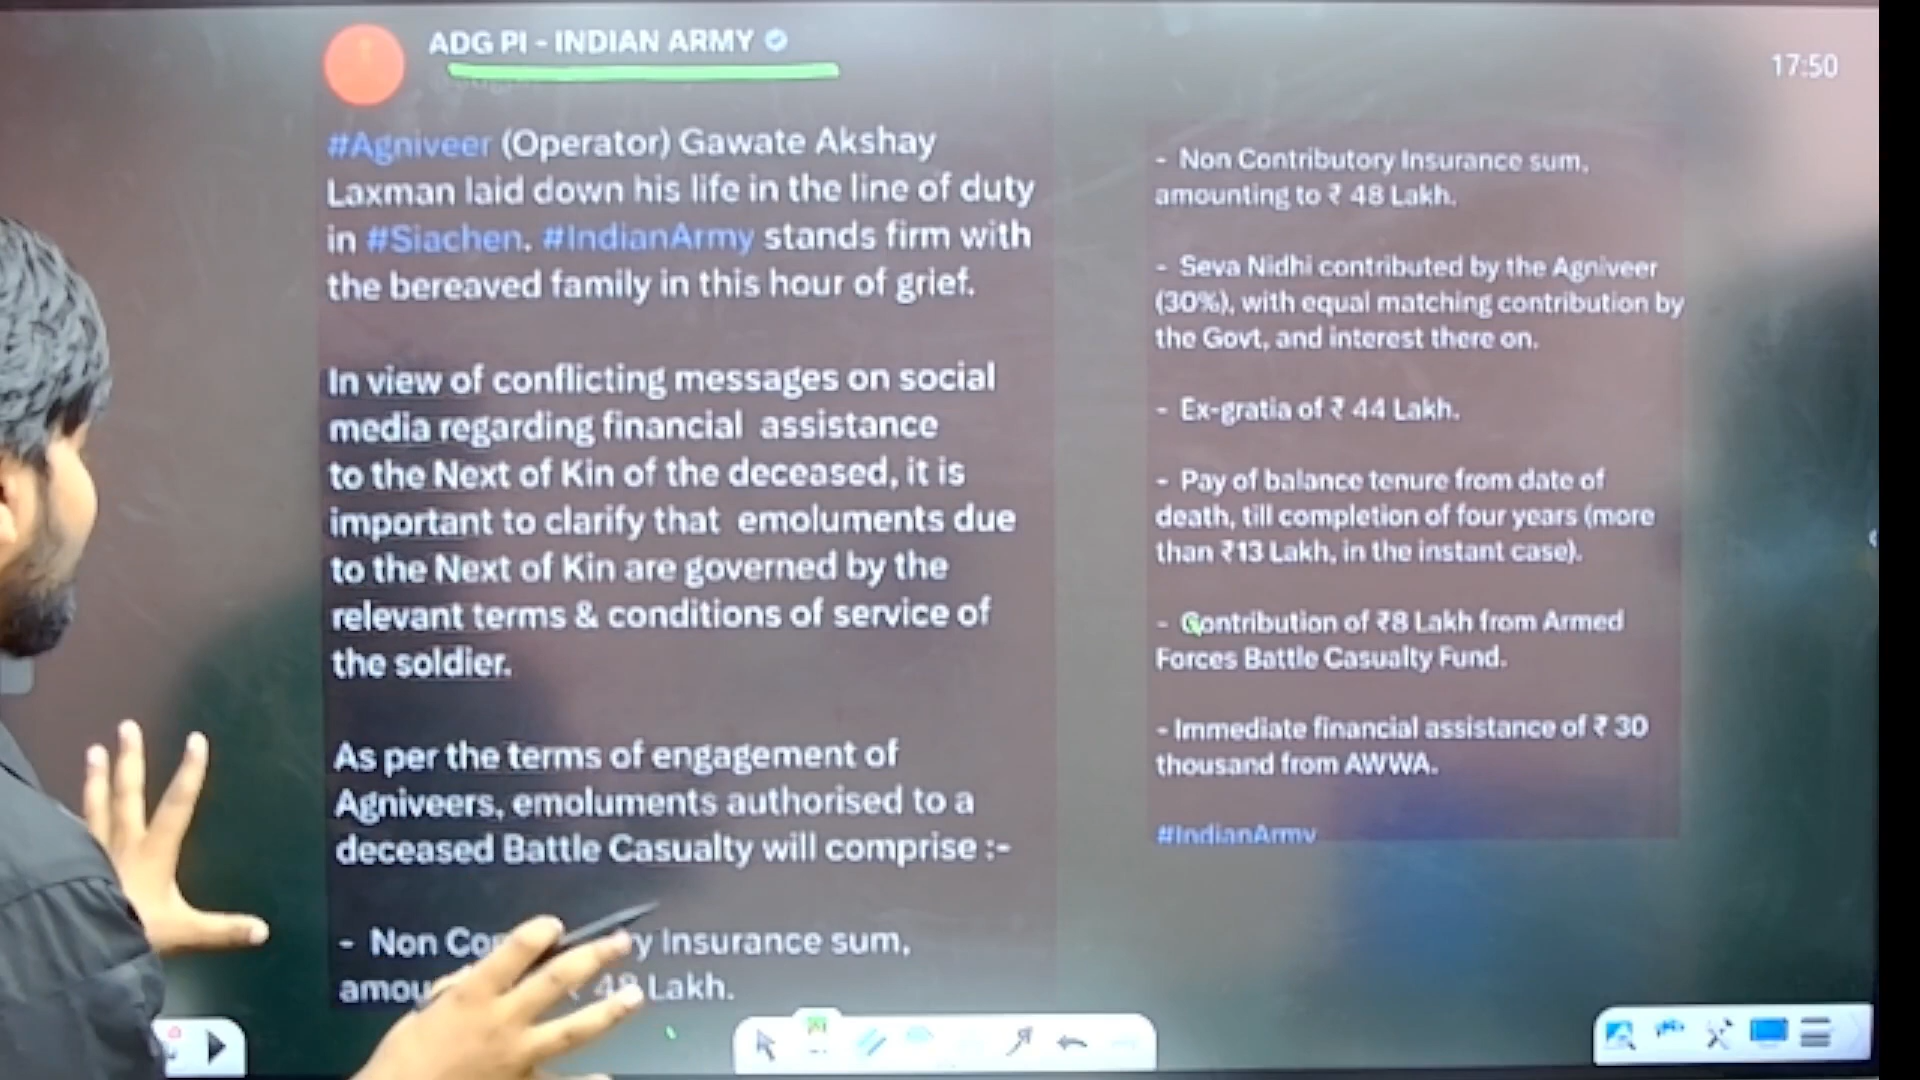 ADG PI - INDIAN ARMY
17:50
#Agniveer (Operator) Gawate Akshay
Laxman laid down his life in the line of duty
in #Siachen. #IndianArmy stands firm with
the bereaved family in this hour of grief.
In view of conflicting messages on social
media regarding financial assistance
to the Next of Kin of the deceased, it is
important to clarify that emoluments due
to the Next of Kin are governed by the
relevant terms & conditions of service of
the soldier.
As per the terms of engagement of
Agniveers, emoluments authorised to a
deceased Battle Casualty will comprise :-
- Non Insurance sum,
48 Lakh.
- Non Contributory Insurance sum,
amounting to ₹ 48 Lakh.
- Seva Nidhi contributed by the Agniveer
(30%), with equal matching contribution by
the Govt, and interest there on.
- Ex-gratia of ₹ 44 Lakh.
- Pay of balance tenure from date of
death, till completion of four years (more
than ₹13 Lakh, in the instant case).
- Contribution of ₹8 Lakh from Armed
Forces Battle Casualty Fund.
- Immediate financial assistance of ₹ 30
thousand from AWWA.
#IndianArmy